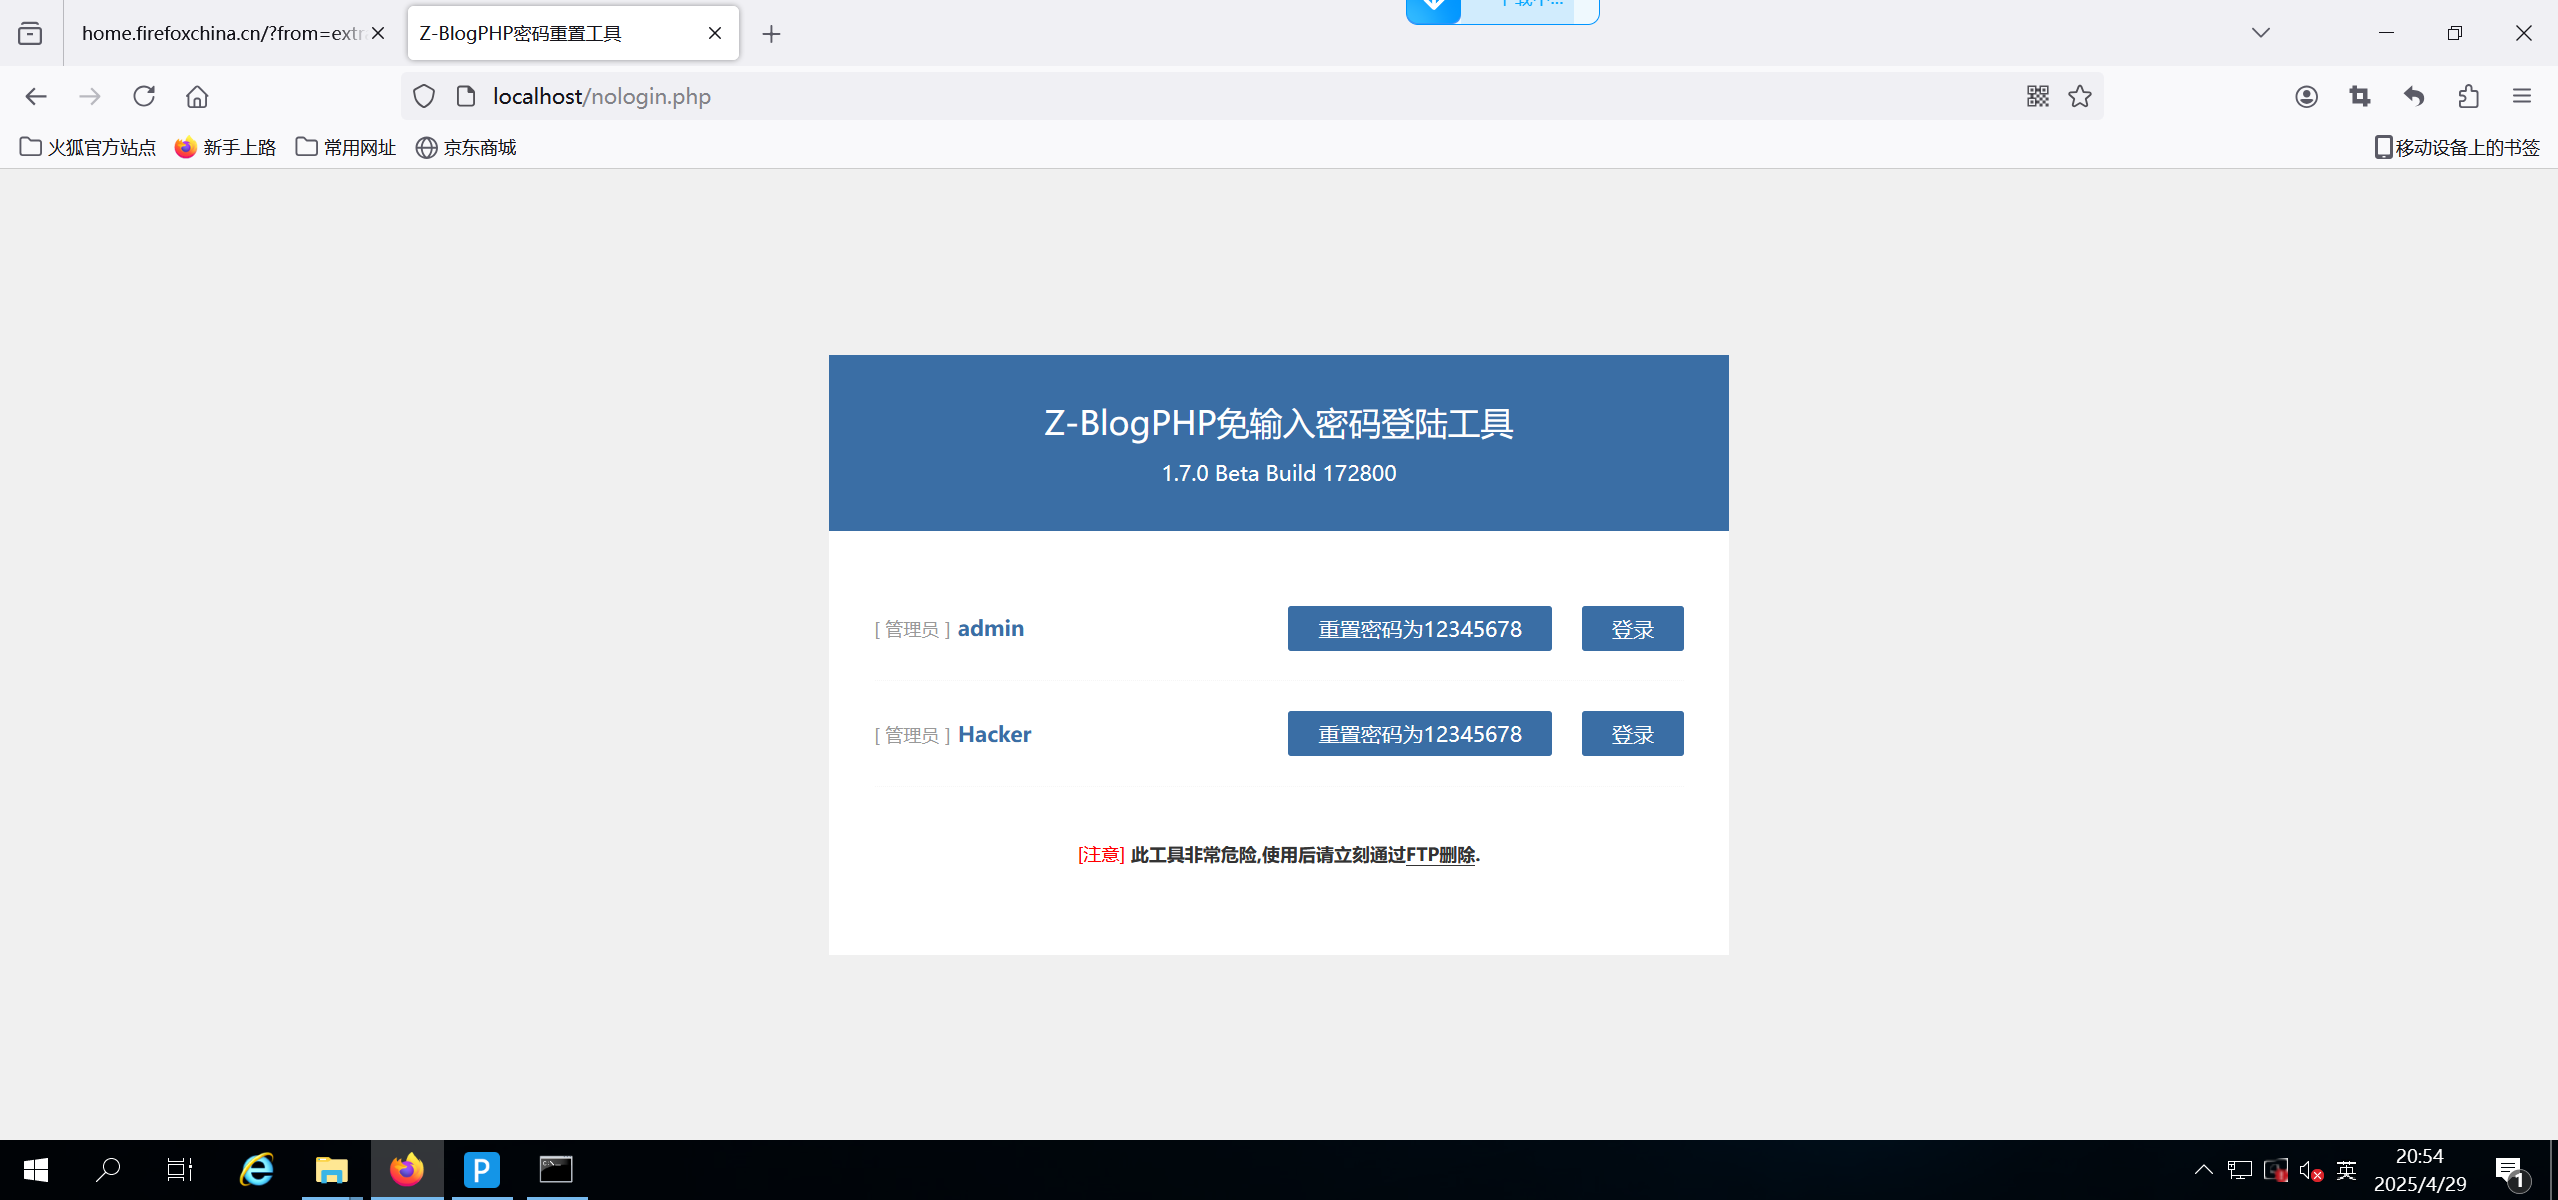 home.firefoxchina.cn/?from=extr
Z-BlogPHP密码重置工具
localhost/nologin.php
火狐官方站点
新手上路
常用网址
京东商城
移动设备上的书签
Z-BlogPHP免输入密码登陆工具
1.7.0 Beta Build 172800
[ 管理员 ] admin
重置密码为12345678
登录
[ 管理员 ] Hacker
重置密码为12345678
登录
[注意] 此工具非常危险,使用后请立刻通过FTP删除.
英
20:54
2025/4/29
1